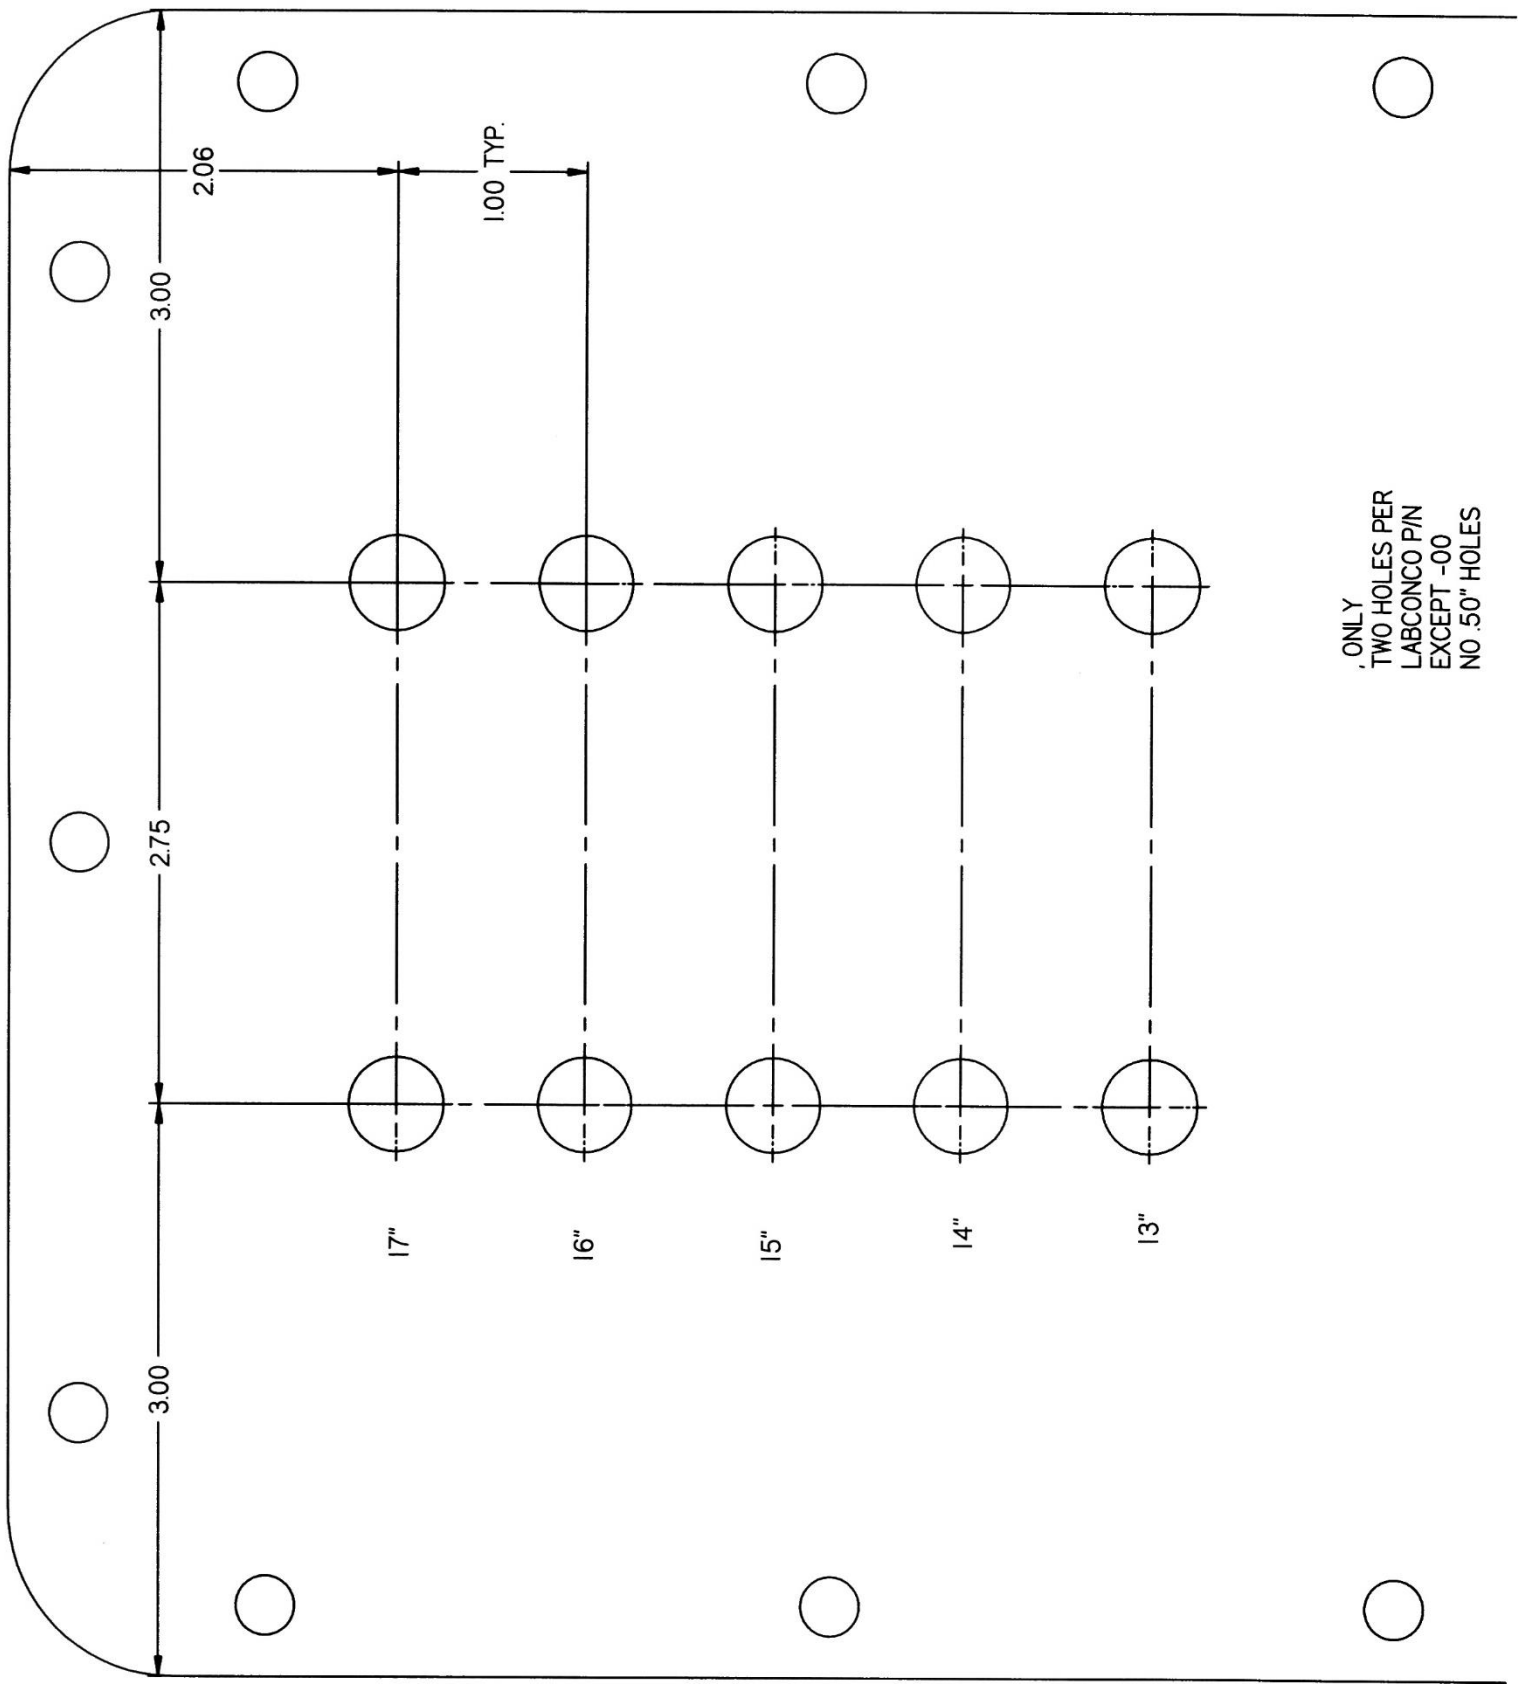 2.06
1.00 TYP.
3.00
2.75
3.00
17"
16"
15"
14"
13"
ONLY
TWO HOLES PER
LABCONCO P/N
EXCEPT -00
NO .50" HOLES